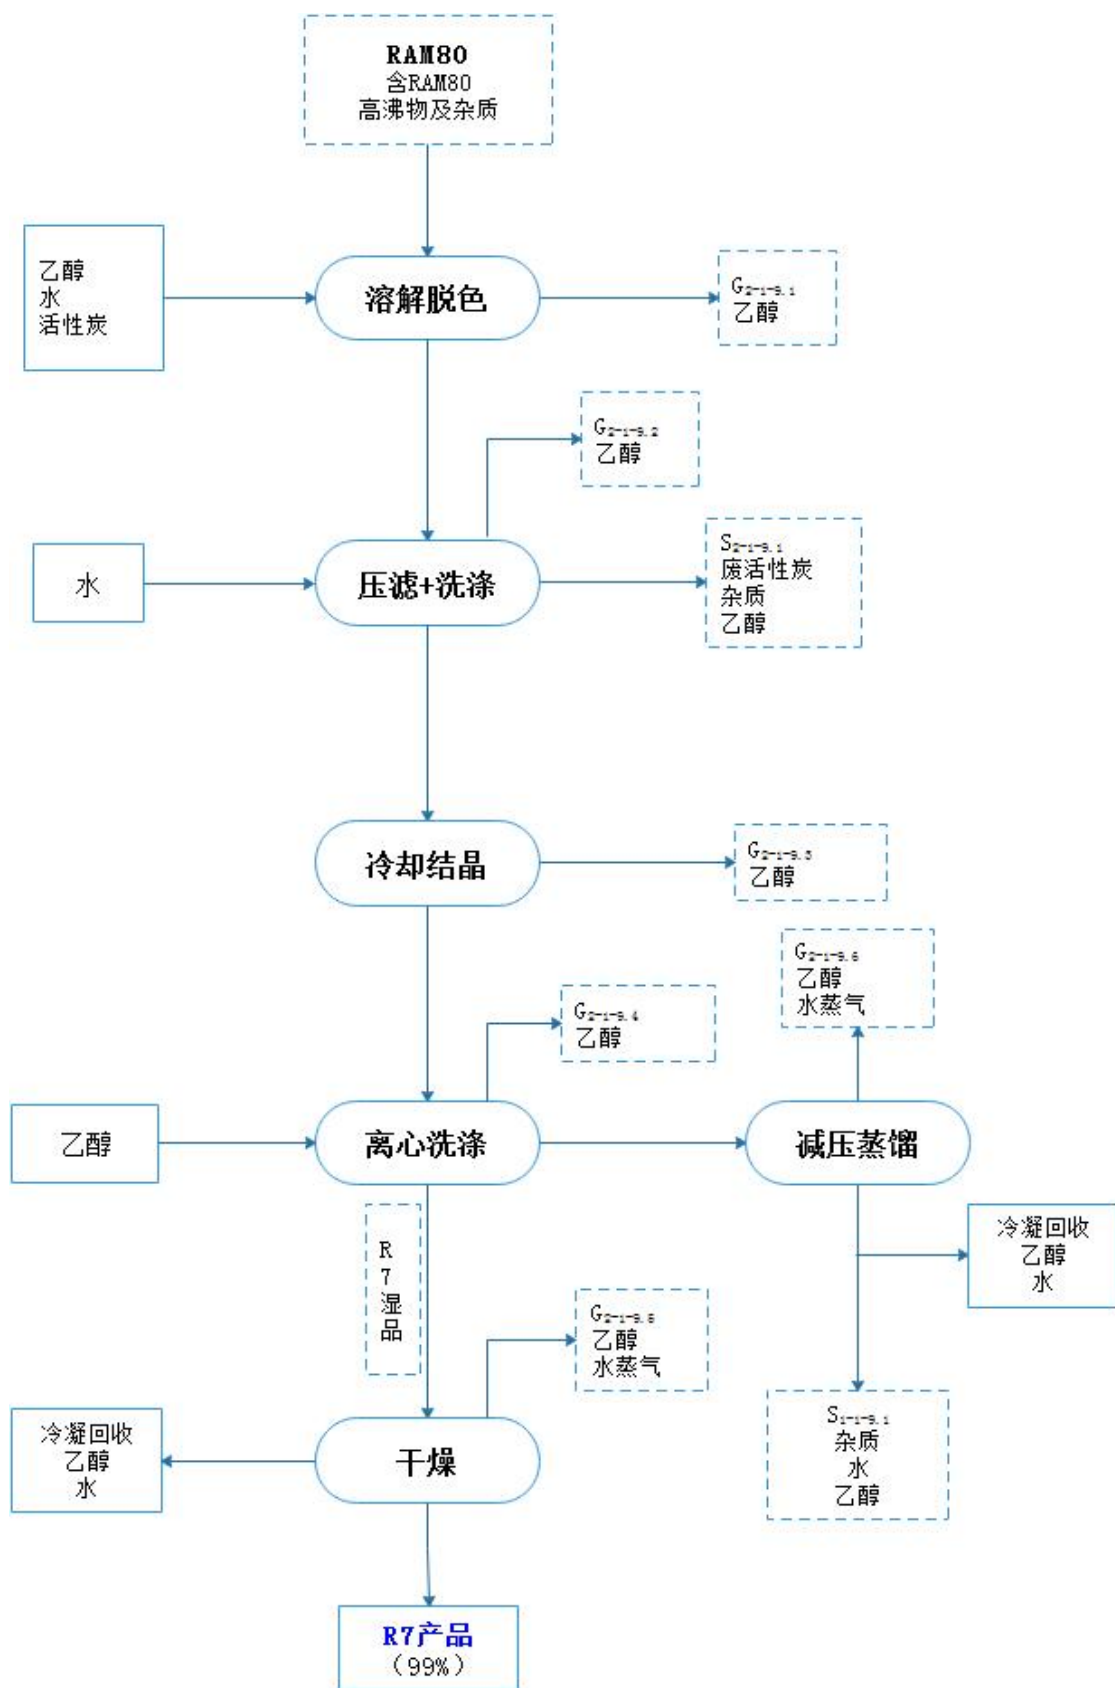 RAM80
含RAM80
高沸物及杂质
乙醇
水
活性炭
溶解脱色
G2-1-9.1
乙醇
G2-1-9.2
乙醇
水
压滤+洗涤
S2-1-9.1
废活性炭
杂质
乙醇
冷却结晶
G2-1-9.3
乙醇
G2-1-9.6
乙醇
水蒸气
G2-1-9.4
乙醇
乙醇
离心洗涤
减压蒸馏
R
7
湿
品
冷凝回收
乙醇
水
G2-1-9.5
乙醇
水蒸气
S1-1-9.1
杂质
水
乙醇
冷凝回收
乙醇
水
干燥
R7产品
（99%）